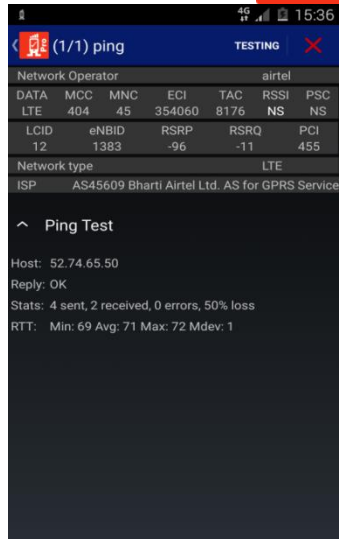 4G 15:36
(1/1) ping TESTING
Network Operator airtel
DATA MCC MNC ECI TAC RSSI PSC
LTE 404 45 354060 8176 NS NS
LCID eNBID RSRP RSRQ PCI
12 1383 -96 -11 455
Network type LTE
ISP AS45609 Bharti Airtel Ltd. AS for GPRS Service
Ping Test
Host: 52.74.65.50
Reply: OK
Stats: 4 sent, 2 received, 0 errors, 50% loss
RTT: Min: 69 Avg: 71 Max: 72 Mdev: 1